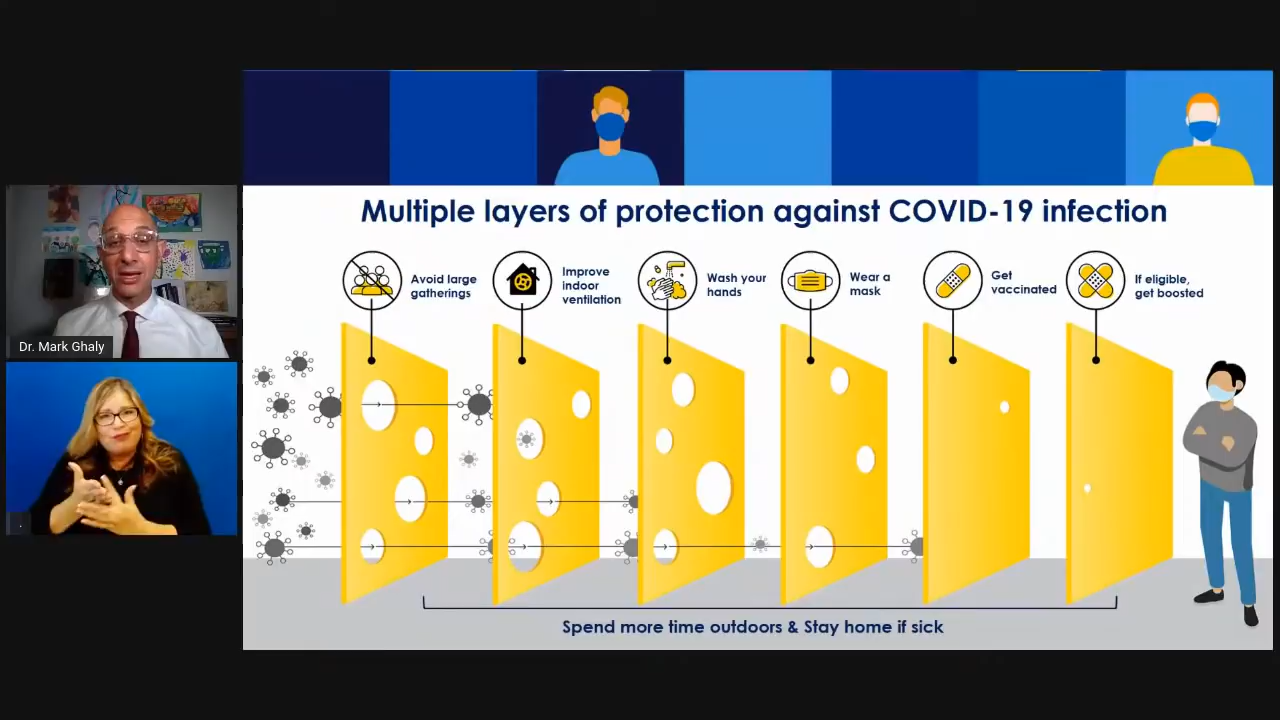 Multiple layers of protection against COVID-19 infection
Avoid large
gatherings
Improve
indoor
ventilation
Wash your
hands
Wear a
mask
Get
vaccinated
If eligible,
get boosted
Dr. Mark Ghaly
.
Spend more time outdoors & Stay home if sick